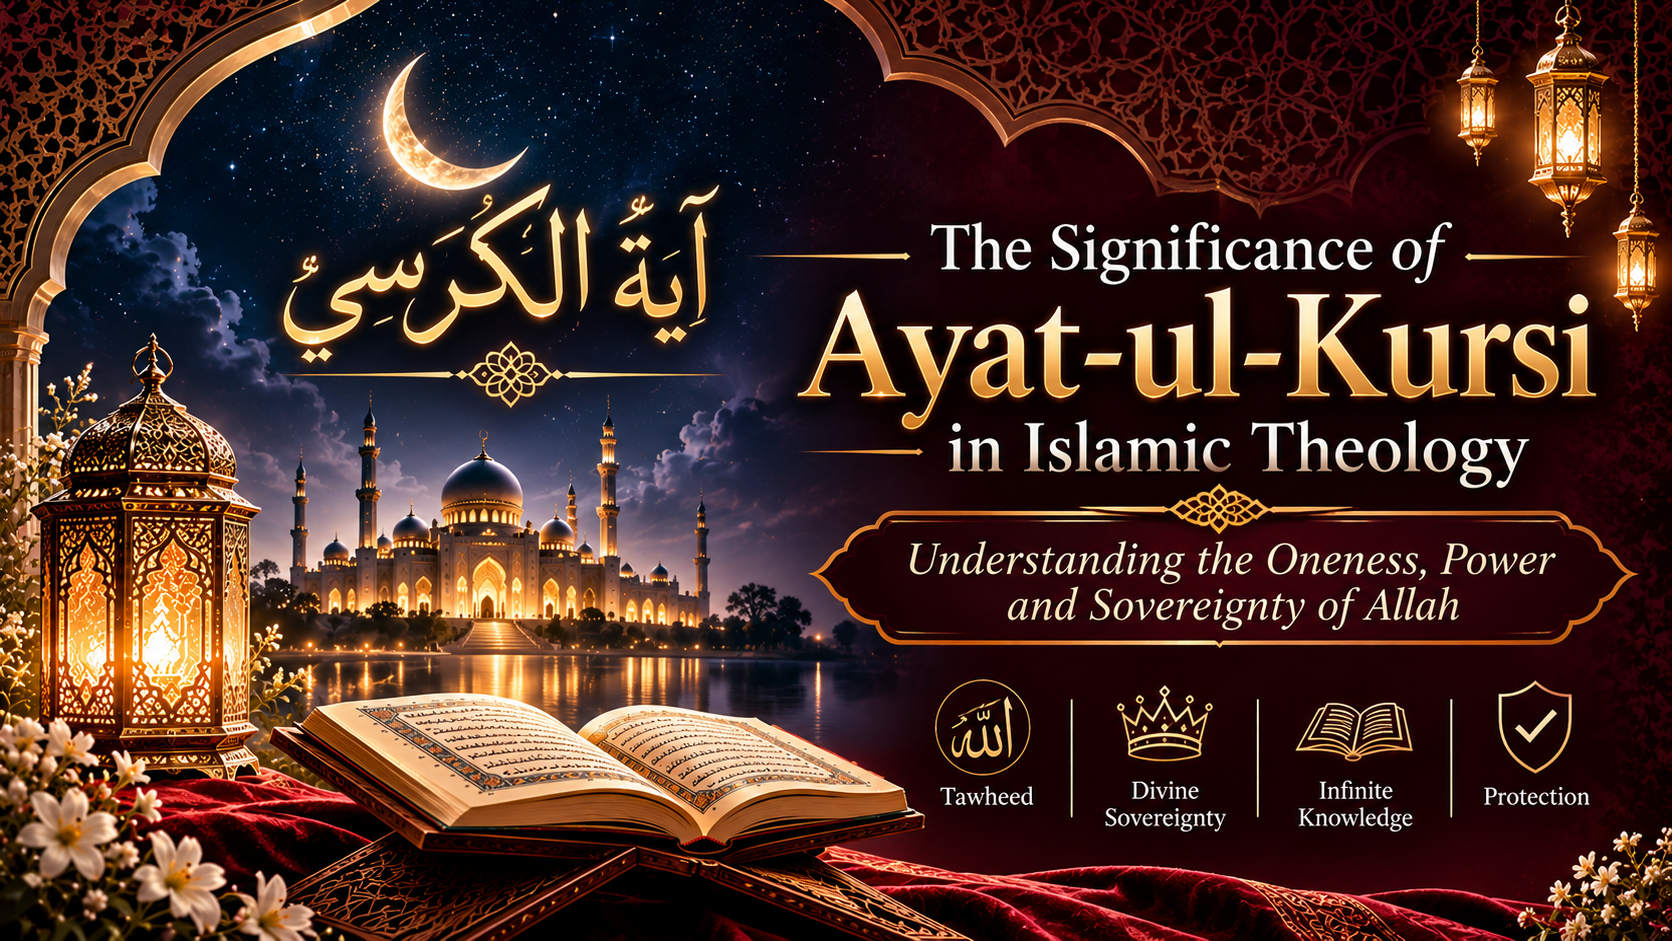 آيَةُ الْكُرْسِيِّ
The Significance of
Ayat-ul-Kursi
in Islamic Theology
Understanding the Oneness, Power
and Sovereignty of Allah
الله
Tawheed
Divine
Sovereignty
Infinite
Knowledge
Protection